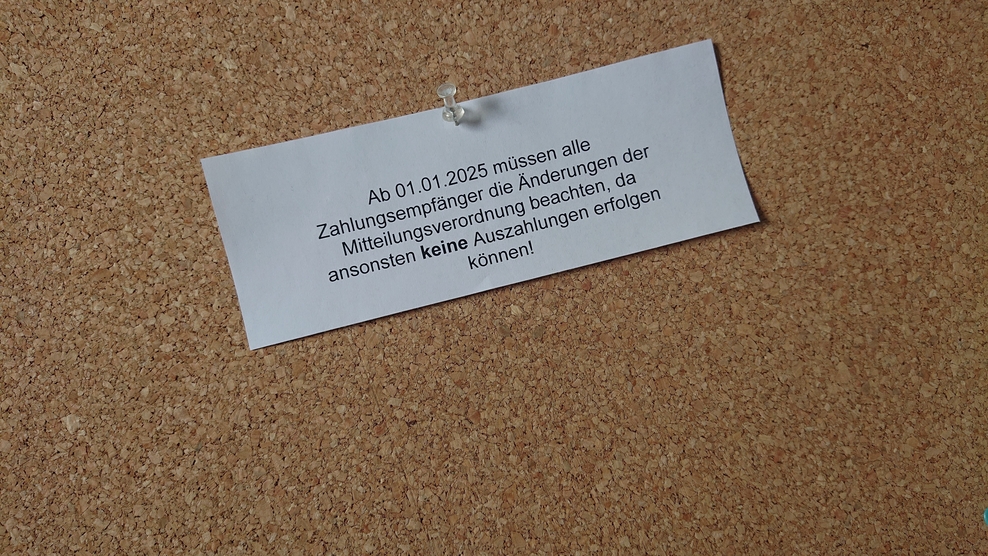 Ab 01.01.2025 müssen alle
Zahlungsempfänger die Änderungen der
Mitteilungsverordnung beachten, da
ansonsten keine Auszahlungen erfolgen
können!